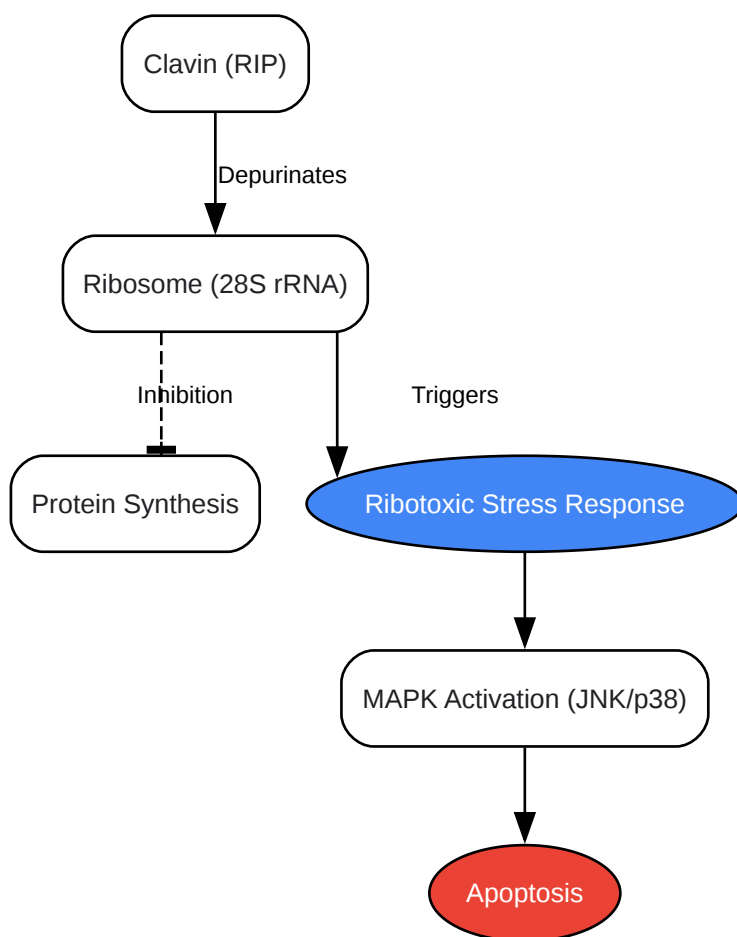 Clavin (RIP)
Depurinates
Ribosome (28S rRNA)
Inhibition
Triggers
Protein Synthesis
Ribotoxic Stress Response
MAPK Activation (JNK/p38)
Apoptosis